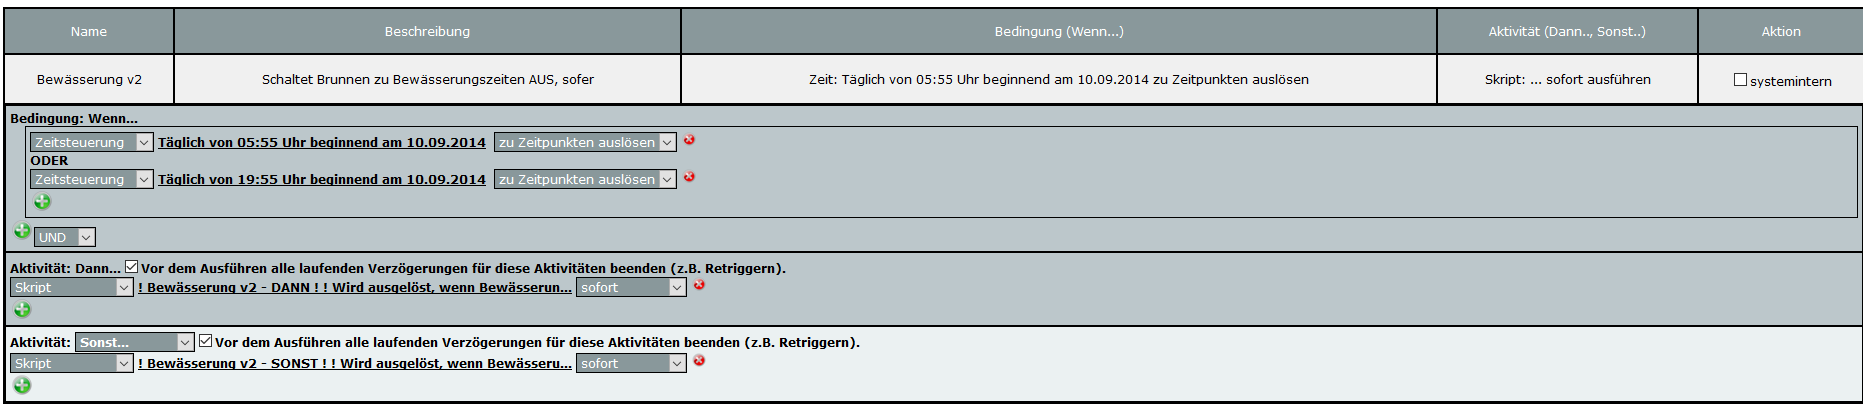 Name Beschreibung Bedingung (Wenn...) Aktivität (Dann.., Sonst..) Aktion
Bewässerung v2 Schaltet Brunnen zu Bewässerungszeiten AUS, sofer Zeit: Täglich von 05:55 Uhr beginnend am 10.09.2014 zu Zeitpunkten auslösen Skript: ... sofort ausführen systemintern
Bedingung: Wenn...
Zeitsteuerung Täglich von 05:55 Uhr beginnend am 10.09.2014 zu Zeitpunkten auslösen
ODER
Zeitsteuerung Täglich von 19:55 Uhr beginnend am 10.09.2014 zu Zeitpunkten auslösen
UND
Aktivität: Dann... Vor dem Ausführen alle laufenden Verzögerungen für diese Aktivitäten beenden (z.B. Retriggern).
Skript ! Bewässerung v2 - DANN ! ! Wird ausgelöst, wenn Bewässerun... sofort
Aktivität: Sonst... Vor dem Ausführen alle laufenden Verzögerungen für diese Aktivitäten beenden (z.B. Retriggern).
Skript ! Bewässerung v2 - SONST ! ! Wird ausgelöst, wenn Bewässeru... sofort